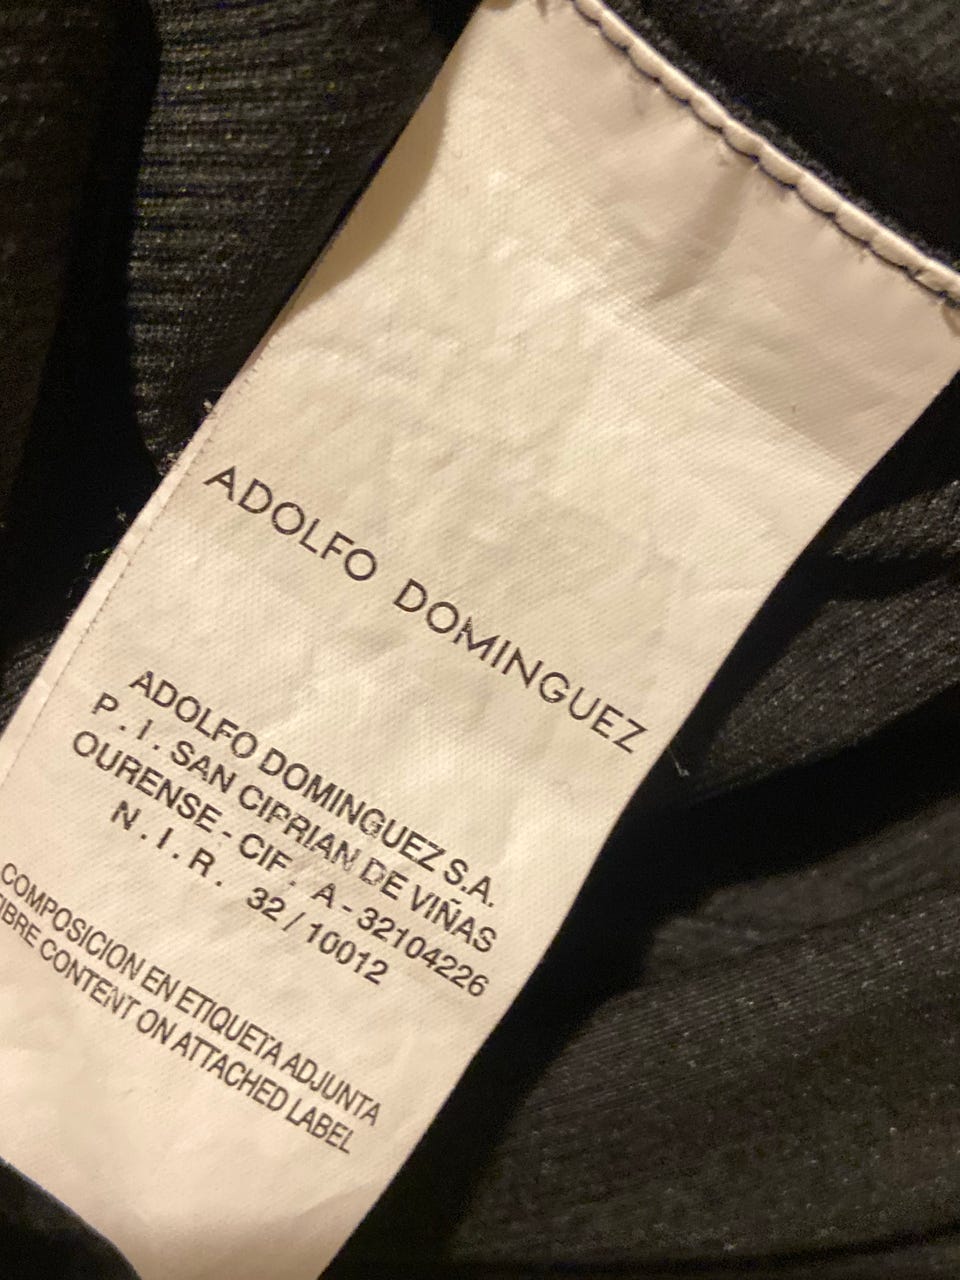 ADOLFO DOMINGUEZ
ADOLFO DOMINGUEZ S.A.
P. I. SAN CIPRIAN DE VIÑAS
OURENSE - CIF: A - 32104226
N. I. R. 32 / 10012
COMPOSICION EN ETIQUETA ADJUNTA
FIBRE CONTENT ON ATTACHED LABEL